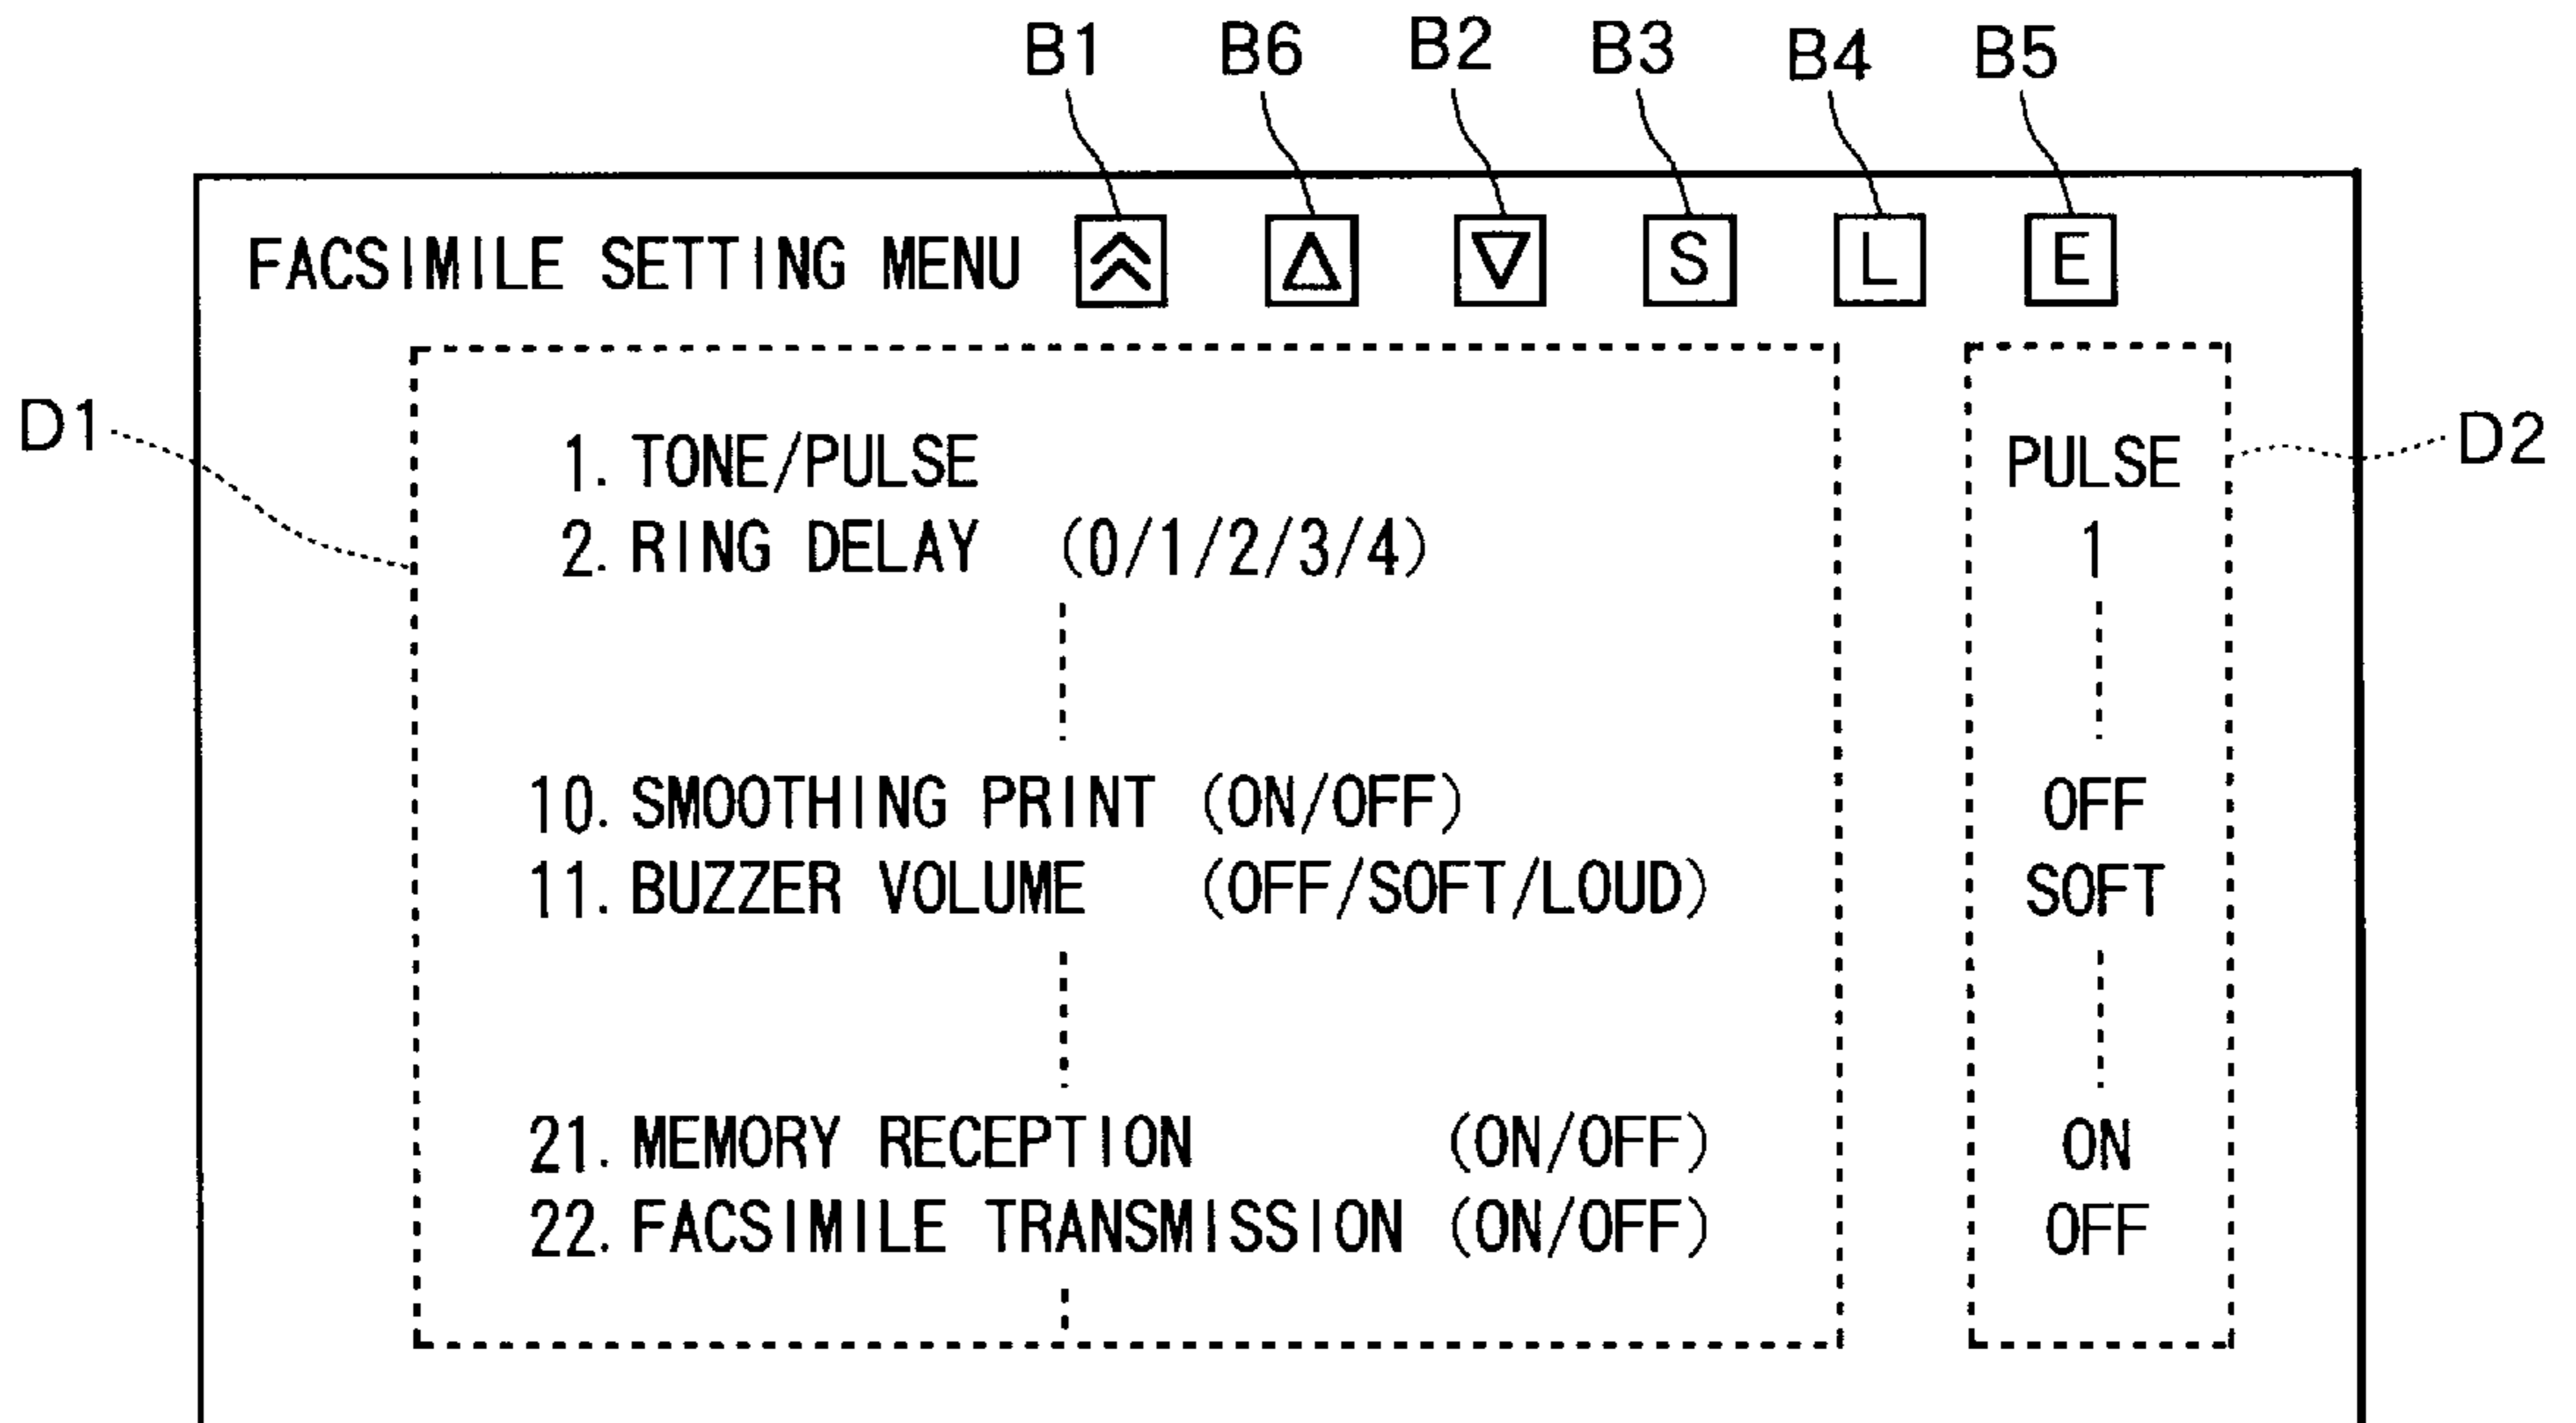 B1 B6 B2 B3 B4 B5
FACSIMILE SETTING MENU S L E
D1
D2
1. TONE/PULSE PULSE
2. RING DELAY (0/1/2/3/4) 1
10. SMOOTHING PRINT (ON/OFF) OFF
11. BUZZER VOLUME (OFF/SOFT/LOUD) SOFT
21. MEMORY RECEPTION (ON/OFF) ON
22. FACSIMILE TRANSMISSION (ON/OFF) OFF